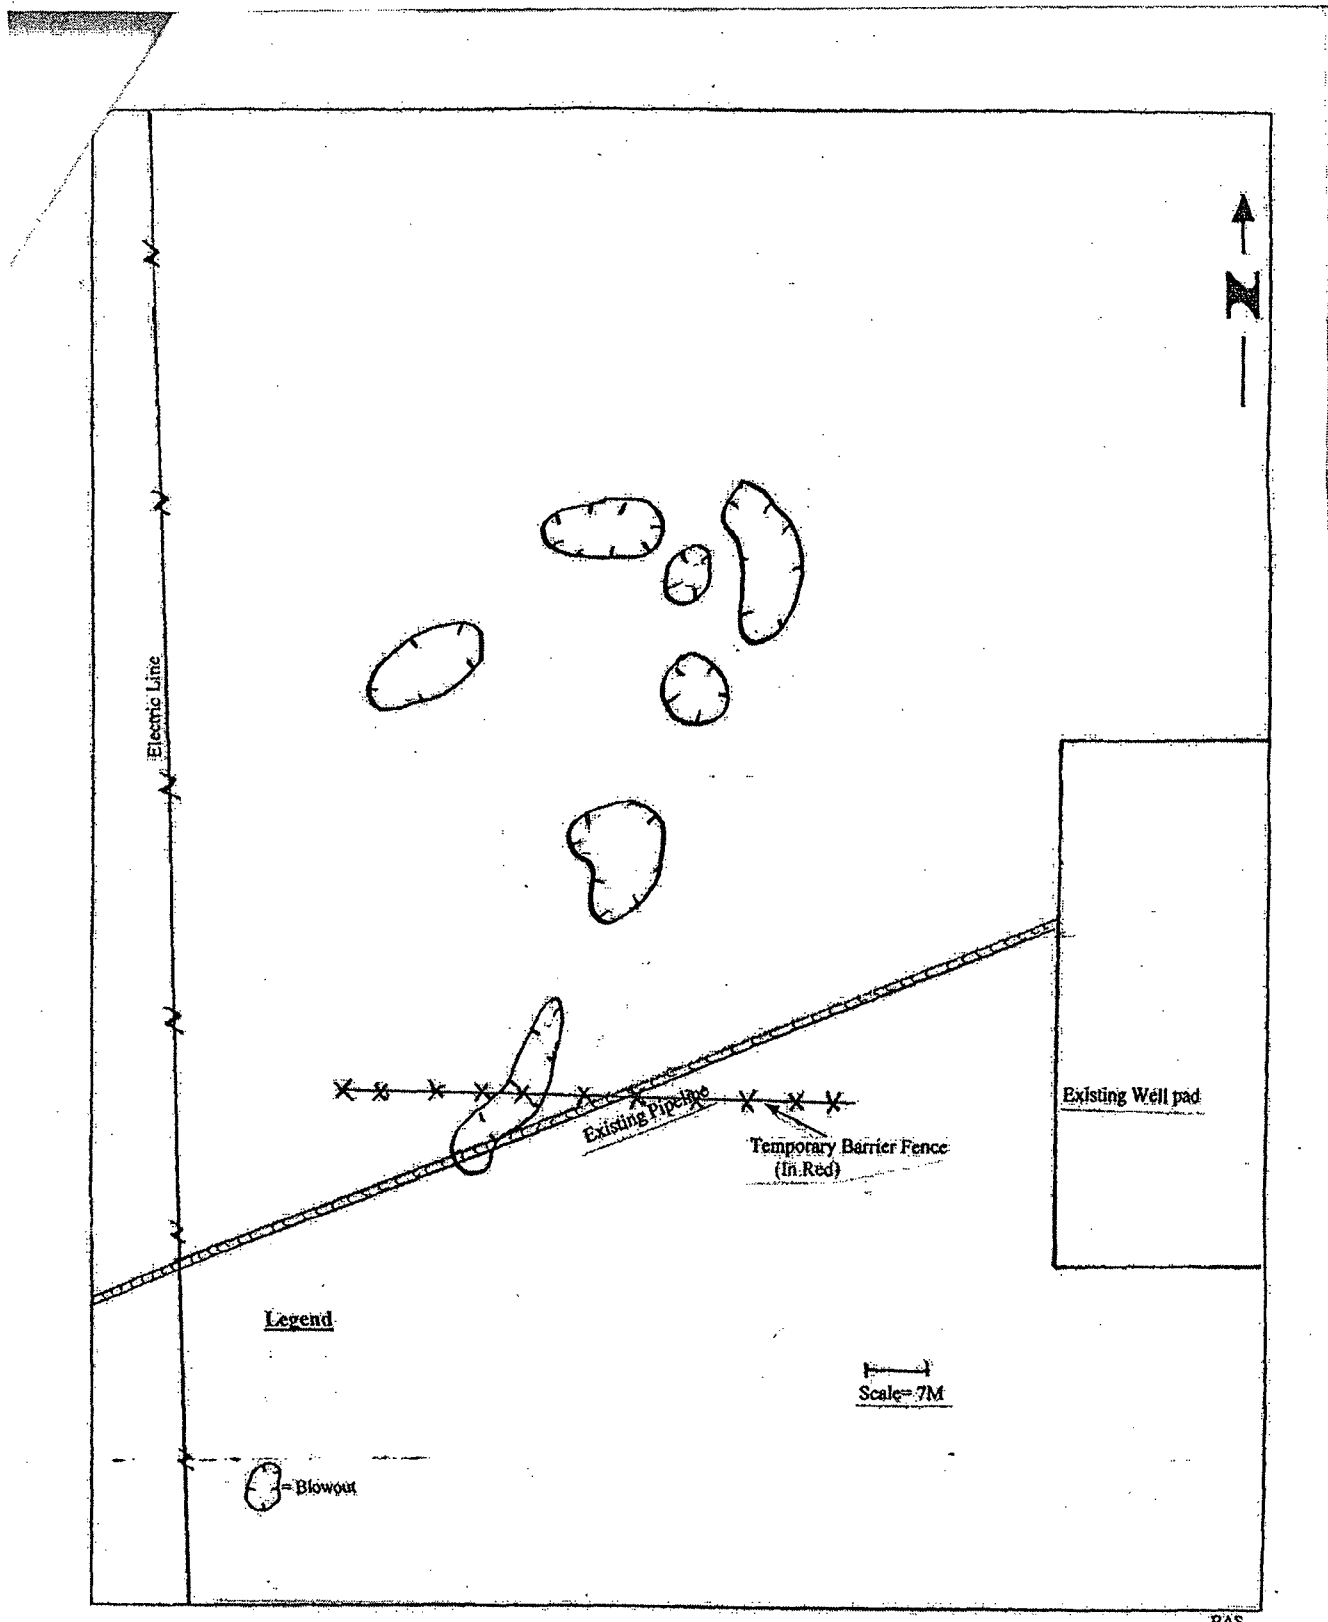 N
Electric Line
Existing Pipeline
Existing Well pad
Temporary Barrier Fence
(In Red)
Legend
Scale= 7M
= Blowout
RAS